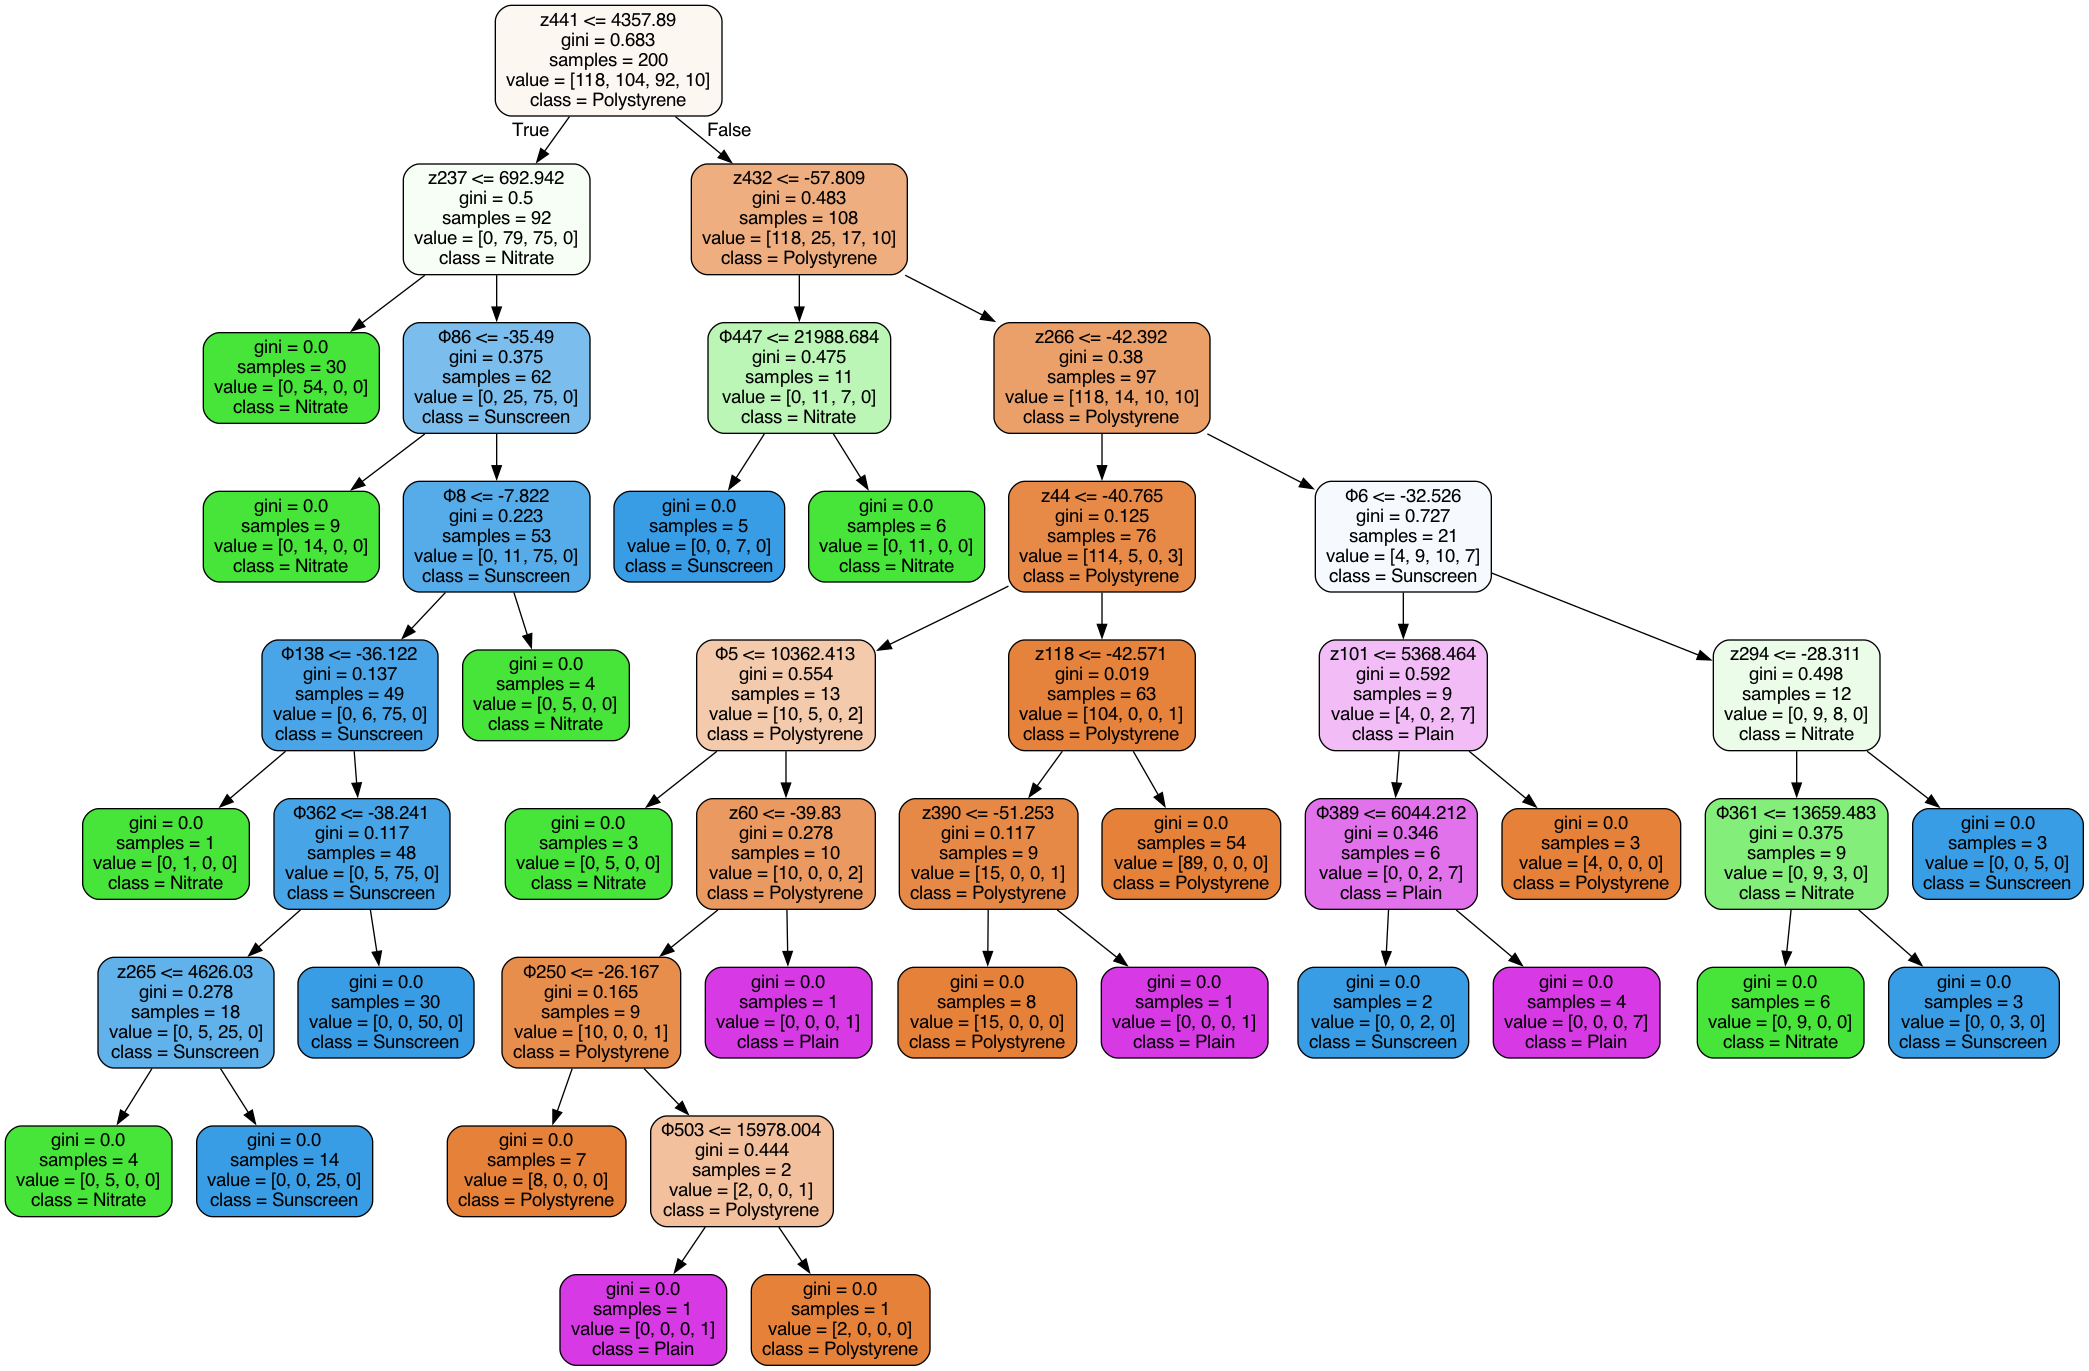 z441 <= 4357.89
gini = 0.683
samples = 200
value = [118, 104, 92, 10]
class = Polystyrene
True
False
z237 <= 692.942
gini = 0.5
samples = 92
value = [0, 79, 75, 0]
class = Nitrate
z432 <= -57.809
gini = 0.483
samples = 108
value = [118, 25, 17, 10]
class = Polystyrene
gini = 0.0
samples = 30
value = [0, 54, 0, 0]
class = Nitrate
Φ86 <= -35.49
gini = 0.375
samples = 62
value = [0, 25, 75, 0]
class = Sunscreen
Φ447 <= 21988.684
gini = 0.475
samples = 11
value = [0, 11, 7, 0]
class = Nitrate
z266 <= -42.392
gini = 0.38
samples = 97
value = [118, 14, 10, 10]
class = Polystyrene
gini = 0.0
samples = 9
value = [0, 14, 0, 0]
class = Nitrate
Φ8 <= -7.822
gini = 0.223
samples = 53
value = [0, 11, 75, 0]
class = Sunscreen
gini = 0.0
samples = 5
value = [0, 0, 7, 0]
class = Sunscreen
gini = 0.0
samples = 6
value = [0, 11, 0, 0]
class = Nitrate
z44 <= -40.765
gini = 0.125
samples = 76
value = [114, 5, 0, 3]
class = Polystyrene
Φ6 <= -32.526
gini = 0.727
samples = 21
value = [4, 9, 10, 7]
class = Sunscreen
Φ138 <= -36.122
gini = 0.137
samples = 49
value = [0, 6, 75, 0]
class = Sunscreen
gini = 0.0
samples = 4
value = [0, 5, 0, 0]
class = Nitrate
Φ5 <= 10362.413
gini = 0.554
samples = 13
value = [10, 5, 0, 2]
class = Polystyrene
z118 <= -42.571
gini = 0.019
samples = 63
value = [104, 0, 0, 1]
class = Polystyrene
z101 <= 5368.464
gini = 0.592
samples = 9
value = [4, 0, 2, 7]
class = Plain
z294 <= -28.311
gini = 0.498
samples = 12
value = [0, 9, 8, 0]
class = Nitrate
gini = 0.0
samples = 1
value = [0, 1, 0, 0]
class = Nitrate
Φ362 <= -38.241
gini = 0.117
samples = 48
value = [0, 5, 75, 0]
class = Sunscreen
gini = 0.0
samples = 3
value = [0, 5, 0, 0]
class = Nitrate
z60 <= -39.83
gini = 0.278
samples = 10
value = [10, 0, 0, 2]
class = Polystyrene
z390 <= -51.253
gini = 0.117
samples = 9
value = [15, 0, 0, 1]
class = Polystyrene
gini = 0.0
samples = 54
value = [89, 0, 0, 0]
class = Polystyrene
Φ389 <= 6044.212
gini = 0.346
samples = 6
value = [0, 0, 2, 7]
class = Plain
gini = 0.0
samples = 3
value = [4, 0, 0, 0]
class = Polystyrene
Φ361 <= 13659.483
gini = 0.375
samples = 9
value = [0, 9, 3, 0]
class = Nitrate
gini = 0.0
samples = 3
value = [0, 0, 5, 0]
class = Sunscreen
z265 <= 4626.03
gini = 0.278
samples = 18
value = [0, 5, 25, 0]
class = Sunscreen
gini = 0.0
samples = 30
value = [0, 0, 50, 0]
class = Sunscreen
Φ250 <= -26.167
gini = 0.165
samples = 9
value = [10, 0, 0, 1]
class = Polystyrene
gini = 0.0
samples = 1
value = [0, 0, 0, 1]
class = Plain
gini = 0.0
samples = 8
value = [15, 0, 0, 0]
class = Polystyrene
gini = 0.0
samples = 1
value = [0, 0, 0, 1]
class = Plain
gini = 0.0
samples = 2
value = [0, 0, 2, 0]
class = Sunscreen
gini = 0.0
samples = 4
value = [0, 0, 0, 7]
class = Plain
gini = 0.0
samples = 6
value = [0, 9, 0, 0]
class = Nitrate
gini = 0.0
samples = 3
value = [0, 0, 3, 0]
class = Sunscreen
gini = 0.0
samples = 4
value = [0, 5, 0, 0]
class = Nitrate
gini = 0.0
samples = 14
value = [0, 0, 25, 0]
class = Sunscreen
gini = 0.0
samples = 7
value = [8, 0, 0, 0]
class = Polystyrene
Φ503 <= 15978.004
gini = 0.444
samples = 2
value = [2, 0, 0, 1]
class = Polystyrene
gini = 0.0
samples = 1
value = [0, 0, 0, 1]
class = Plain
gini = 0.0
samples = 1
value = [2, 0, 0, 0]
class = Polystyrene